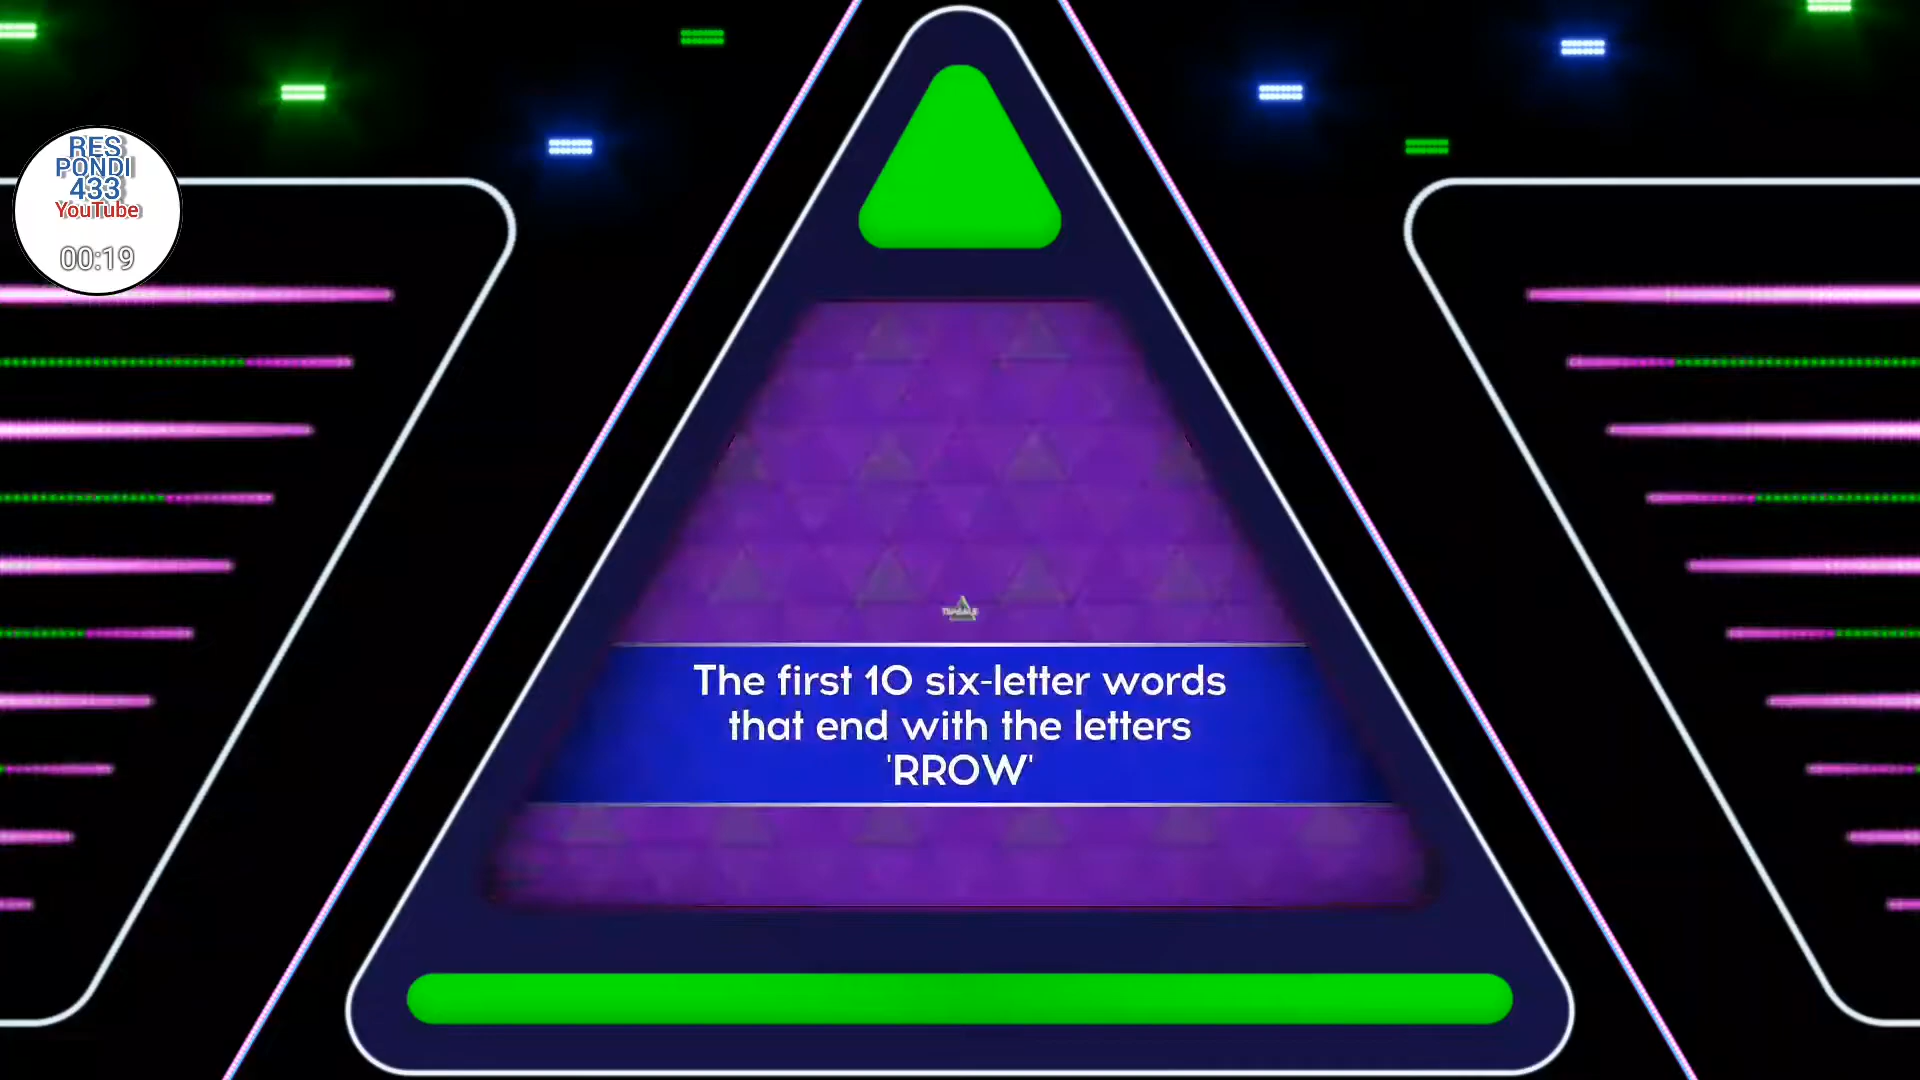 RES
PONDI
433
YouTube
00:19
The first 10 six-letter words
that end with the letters
'RROW'